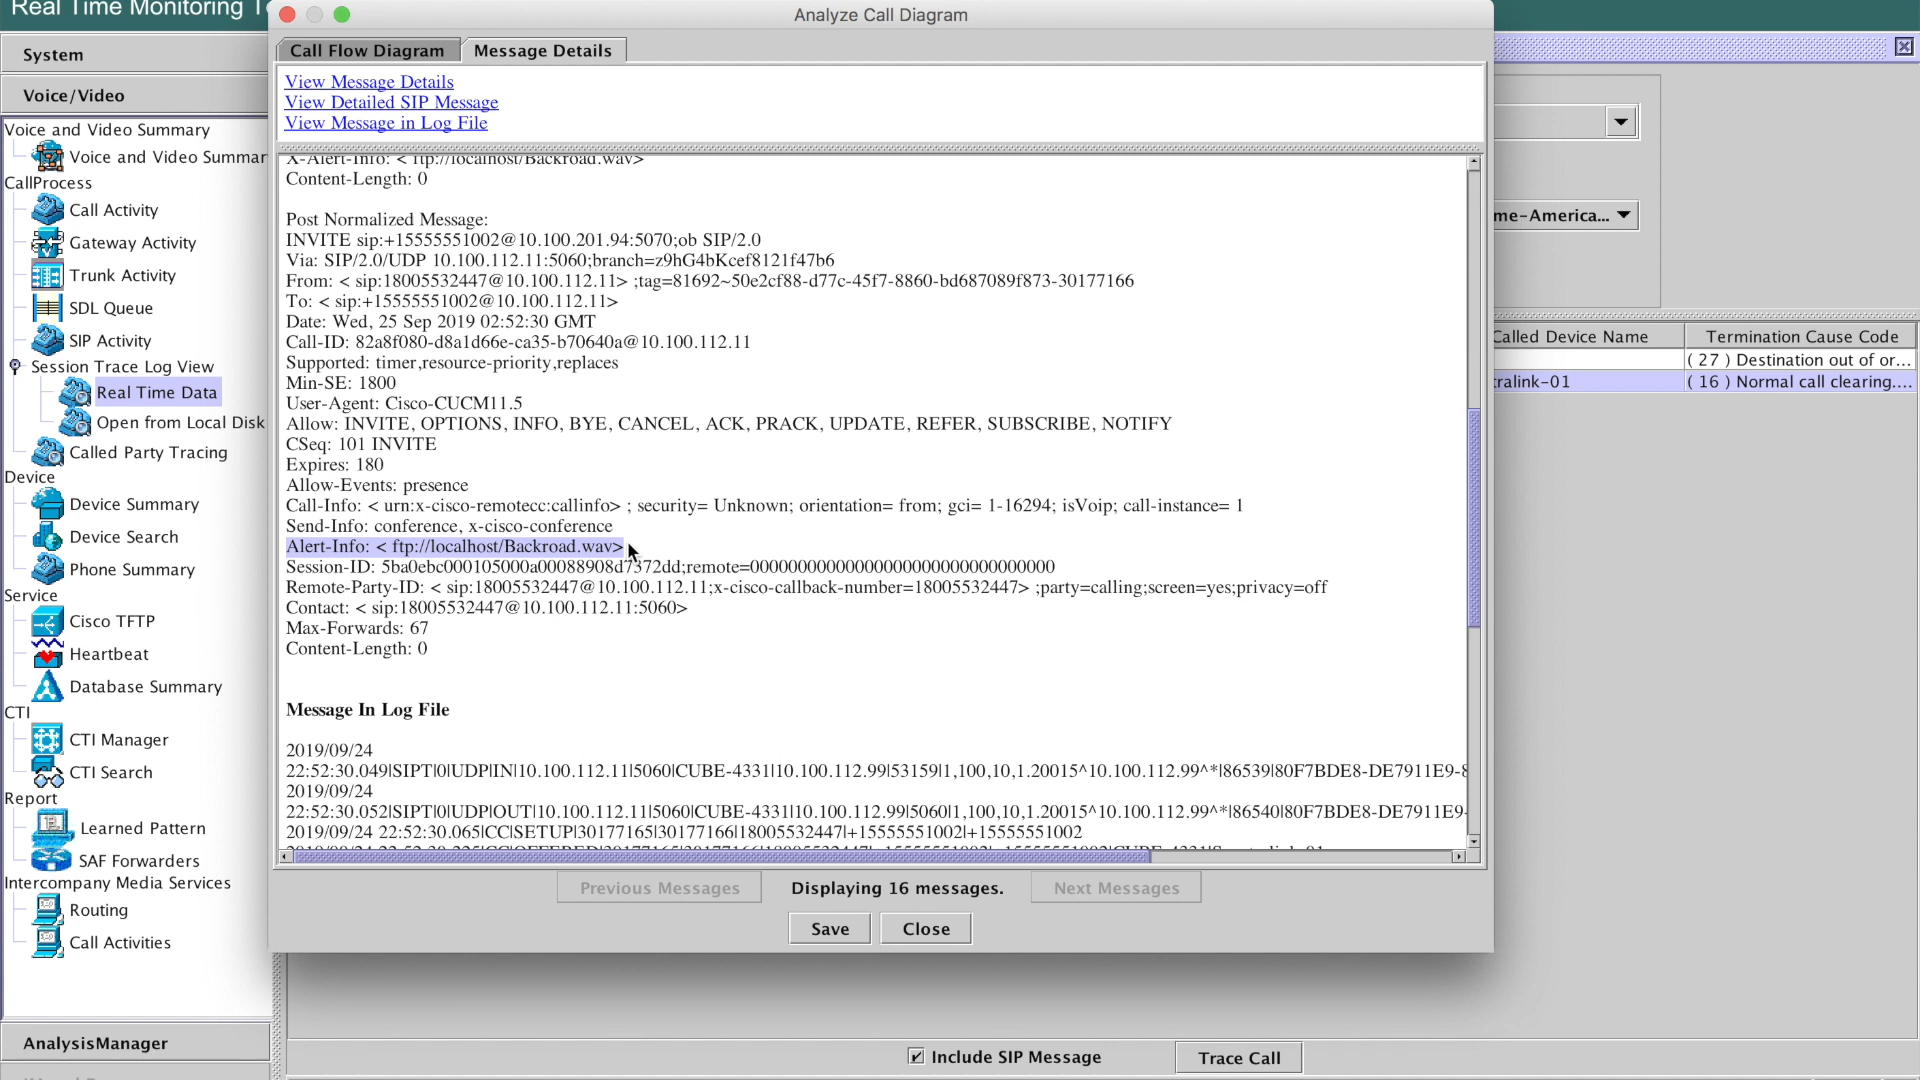 Real Time Monitoring
Analyze Call Diagram
System
Voice/Video
Voice and Video Summary
Voice and Video Summar
CallProcess
Call Activity
Gateway Activity
Trunk Activity
SDL Queue
SIP Activity
Session Trace Log View
Real Time Data
Open from Local Disk
Called Party Tracing
Device
Device Summary
Device Search
Phone Summary
Service
Cisco TFTP
Heartbeat
Database Summary
CTI
CTI Manager
CTI Search
Report
Learned Pattern
SAF Forwarders
Intercompany Media Services
Routing
Call Activities
AnalysisManager
Call Flow Diagram
Message Details
View Message Details
View Detailed SIP Message
View Message in Log File
X-Alert-Info: < ftp://localhost/Backroad.wav>
Content-Length: 0
Post Normalized Message:
INVITE sip:+15555551002@10.100.201.94:5070;ob SIP/2.0
Via: SIP/2.0/UDP 10.100.112.11:5060;branch=z9hG4bKcef8121f47b6
From: < sip:18005532447@10.100.112.11> ;tag=81692~50e2cf88-d77c-45f7-8860-bd687089f873-30177166
To: < sip:+15555551002@10.100.112.11>
Date: Wed, 25 Sep 2019 02:52:30 GMT
Call-ID: 82a8f080-d8a1d66e-ca35-b70640a@10.100.112.11
Supported: timer,resource-priority,replaces
Min-SE: 1800
User-Agent: Cisco-CUCM11.5
Allow: INVITE, OPTIONS, INFO, BYE, CANCEL, ACK, PRACK, UPDATE, REFER, SUBSCRIBE, NOTIFY
CSeq: 101 INVITE
Expires: 180
Allow-Events: presence
Call-Info: < urn:x-cisco-remotecc:callinfo> ; security= Unknown; orientation= from; gci= 1-16294; isVoip; call-instance= 1
Send-Info: conference, x-cisco-conference
Alert-Info: < ftp://localhost/Backroad.wav>
Session-ID: 5ba0ebc000105000a00088908d7372dd;remote=00000000000000000000000000000000
Remote-Party-ID: < sip:18005532447@10.100.112.11;x-cisco-callback-number=18005532447> ;party=calling;screen=yes;privacy=off
Contact: < sip:18005532447@10.100.112.11:5060>
Max-Forwards: 67
Content-Length: 0
Message In Log File
2019/09/24
22:52:30.049|SIPT|0|UDP|IN|10.100.112.11|5060|CUBE-4331|10.100.112.99|53159|1,100,10,1.20015^10.100.112.99^*|86539|80F7BDE8-DE7911E9-8
2019/09/24
22:52:30.052|SIPT|0|UDP|OUT|10.100.112.11|5060|CUBE-4331|10.100.112.99|5060|1,100,10,1.20015^10.100.112.99^*|86540|80F7BDE8-DE7911E9-
2019/09/24 22:52:30.065|CC|SETUP|30177165|30177166|18005532447|+15555551002|+15555551002
Previous Messages
Displaying 16 messages.
Next Messages
Save
Close
me-America...
Called Device Name
Termination Cause Code
( 27 ) Destination out of or...
tralink-01
( 16 ) Normal call clearing....
Include SIP Message
Trace Call